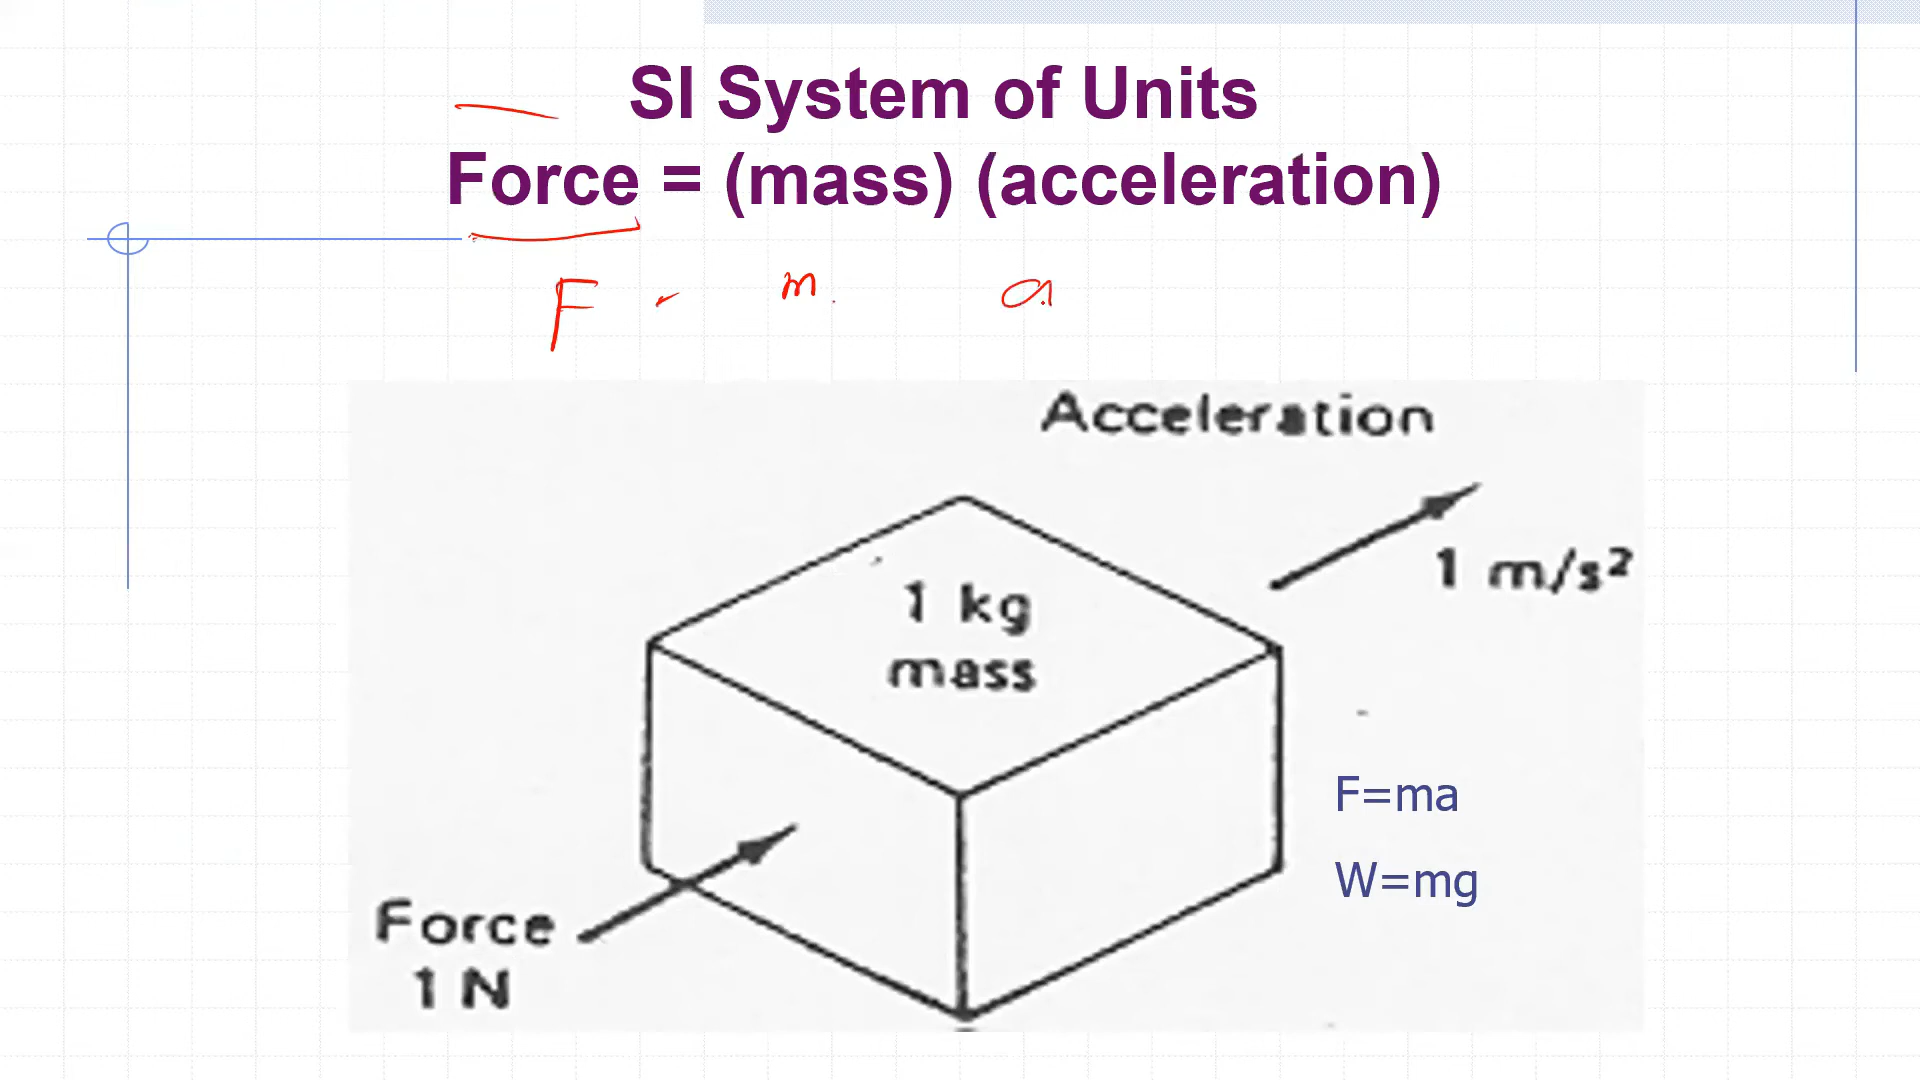 SI System of Units
Force = (mass) (acceleration)
F - m a
Acceleration
1 m/s²
1 kg
mass
F=ma
W=mg
Force
1 N